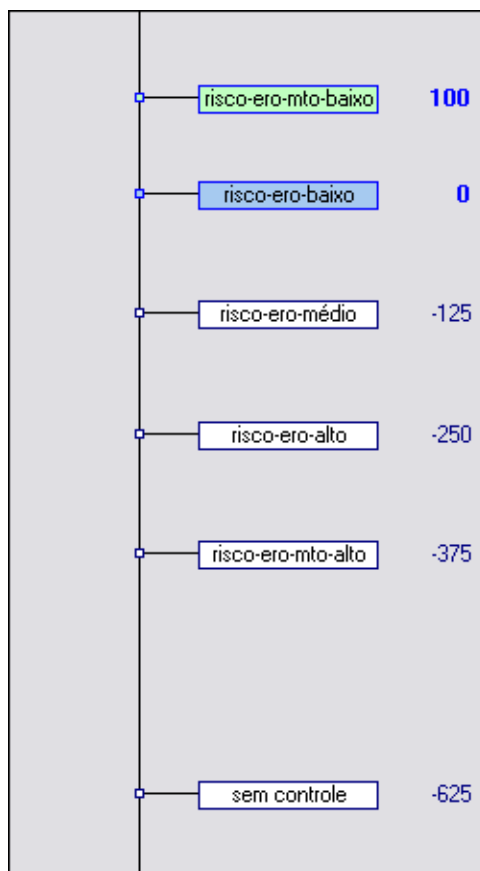 risco-ero-mto-baixo 100
risco-ero-baixo 0
risco-ero-médio -125
risco-ero-alto -250
risco-ero-mto-alto -375
sem controle -625